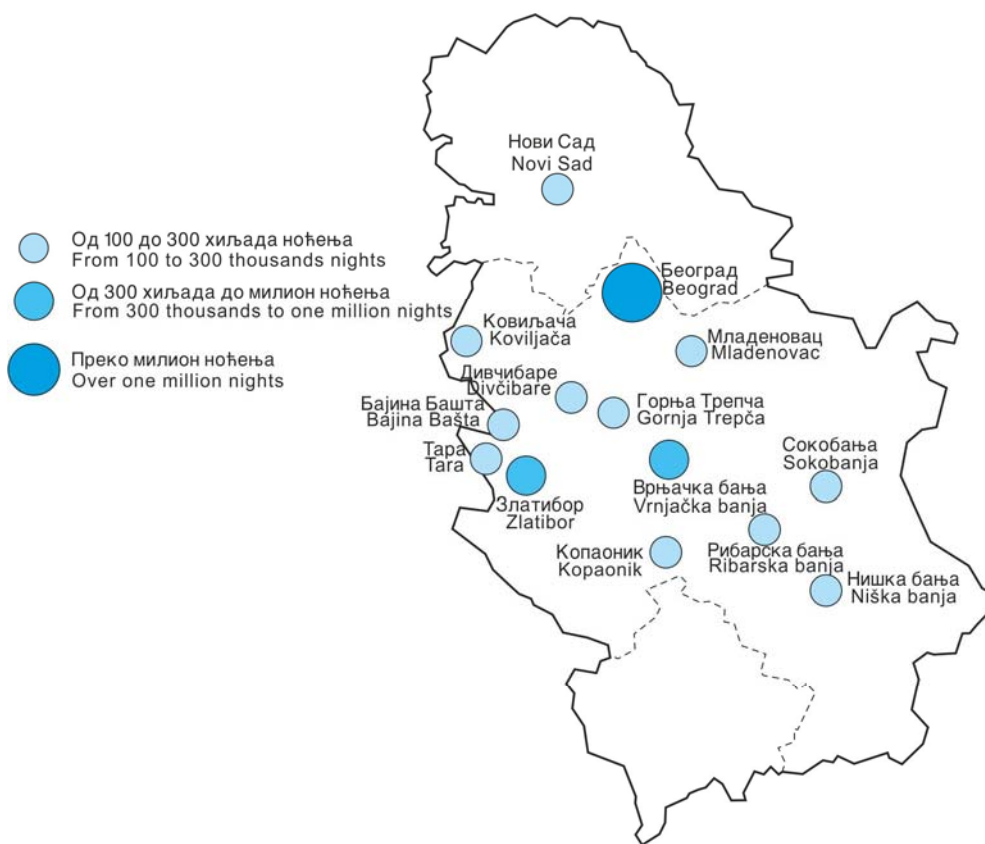 Нови Сад
Novi Sad
Од 100 до 300 хиљада ноћења
From 100 to 300 thousands nights
Од 300 хиљада до милион ноћења
From 300 thousands to one million nights
Преко милион ноћења
Over one million nights
Београд
Beograd
Ковиљача
Koviljača
Младеновац
Mladenovac
Дивчибаре
Divčibare
Бајина Башта
Bajina Bašta
Горња Трепча
Gornja Trepča
Тара
Tara
Сокобања
Sokobanja
Златибор
Zlatibor
Врњачка бања
Vrnjačka banja
Копаоник
Kopaonik
Рибарска бања
Ribarska banja
Нишка бања
Niška banja